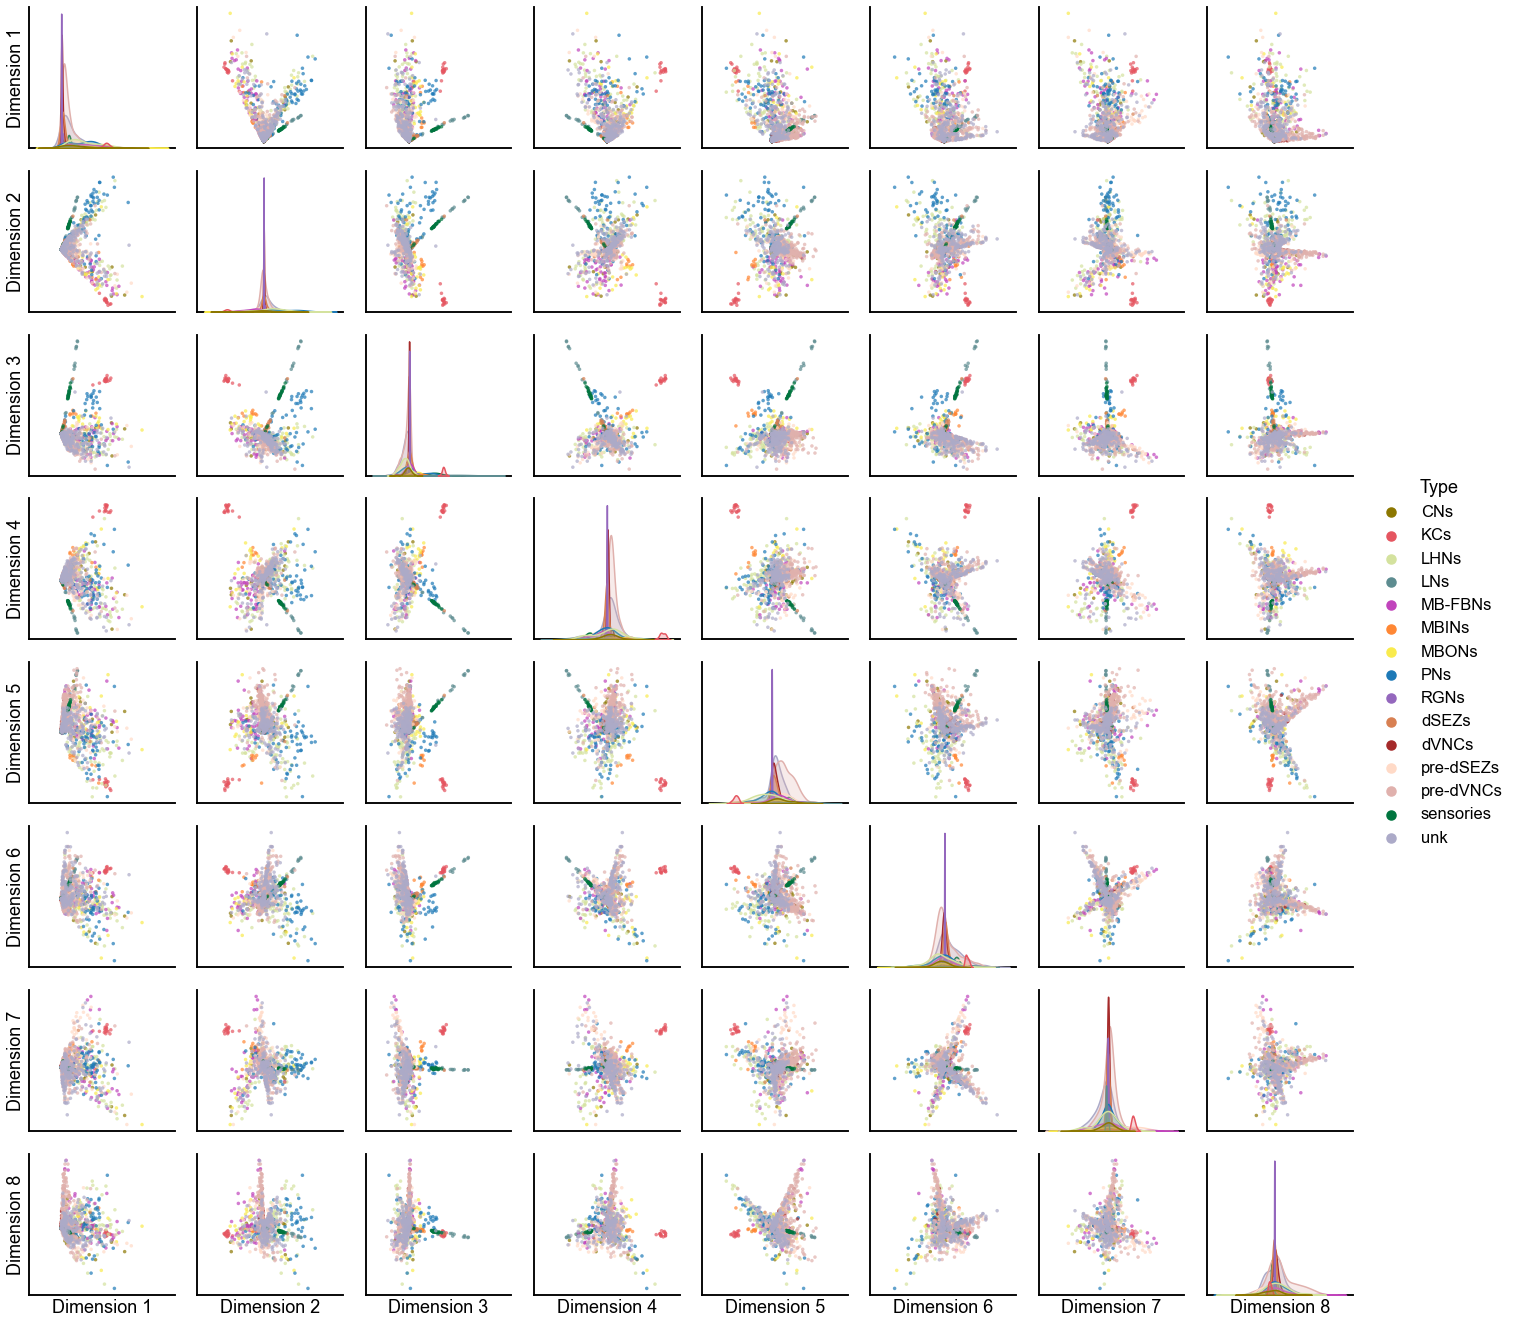 Dimension 1
Dimension 2
Dimension 3
Dimension 4
Dimension 5
Dimension 6
Dimension 7
Dimension 8
Dimension 1
Dimension 2
Dimension 3
Dimension 4
Dimension 5
Dimension 6
Dimension 7
Dimension 8
Type
CNs
KCs
LHNs
LNs
MB-FBNs
MBINs
MBONs
PNs
RGNs
dSEZs
dVNCs
pre-dSEZs
pre-dVNCs
sensories
unk